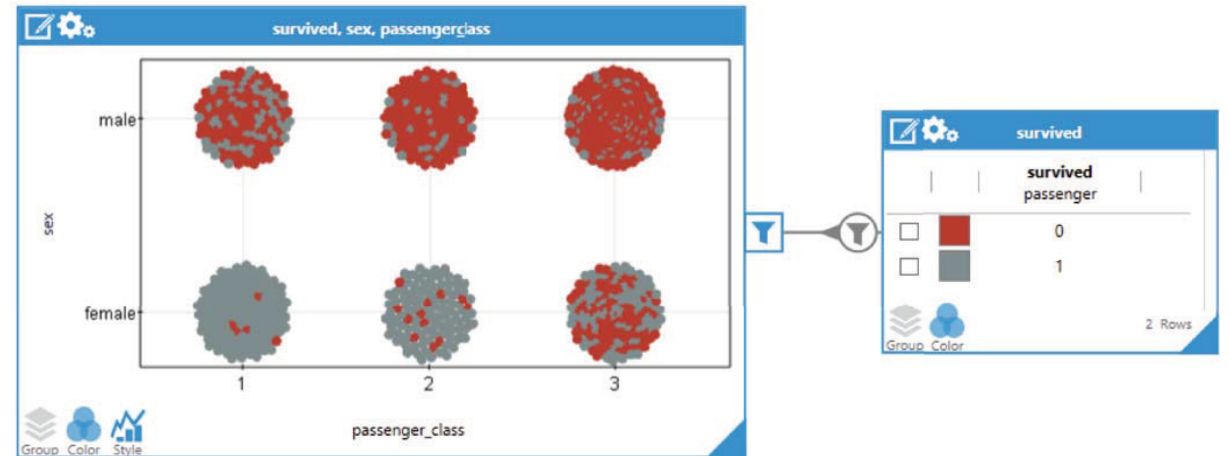 survived, sex, passengerclass
male
sex
female
1 2 3
passenger_class
Group Color Style
survived
survived
passenger
0
1
2 Rows
Group Color